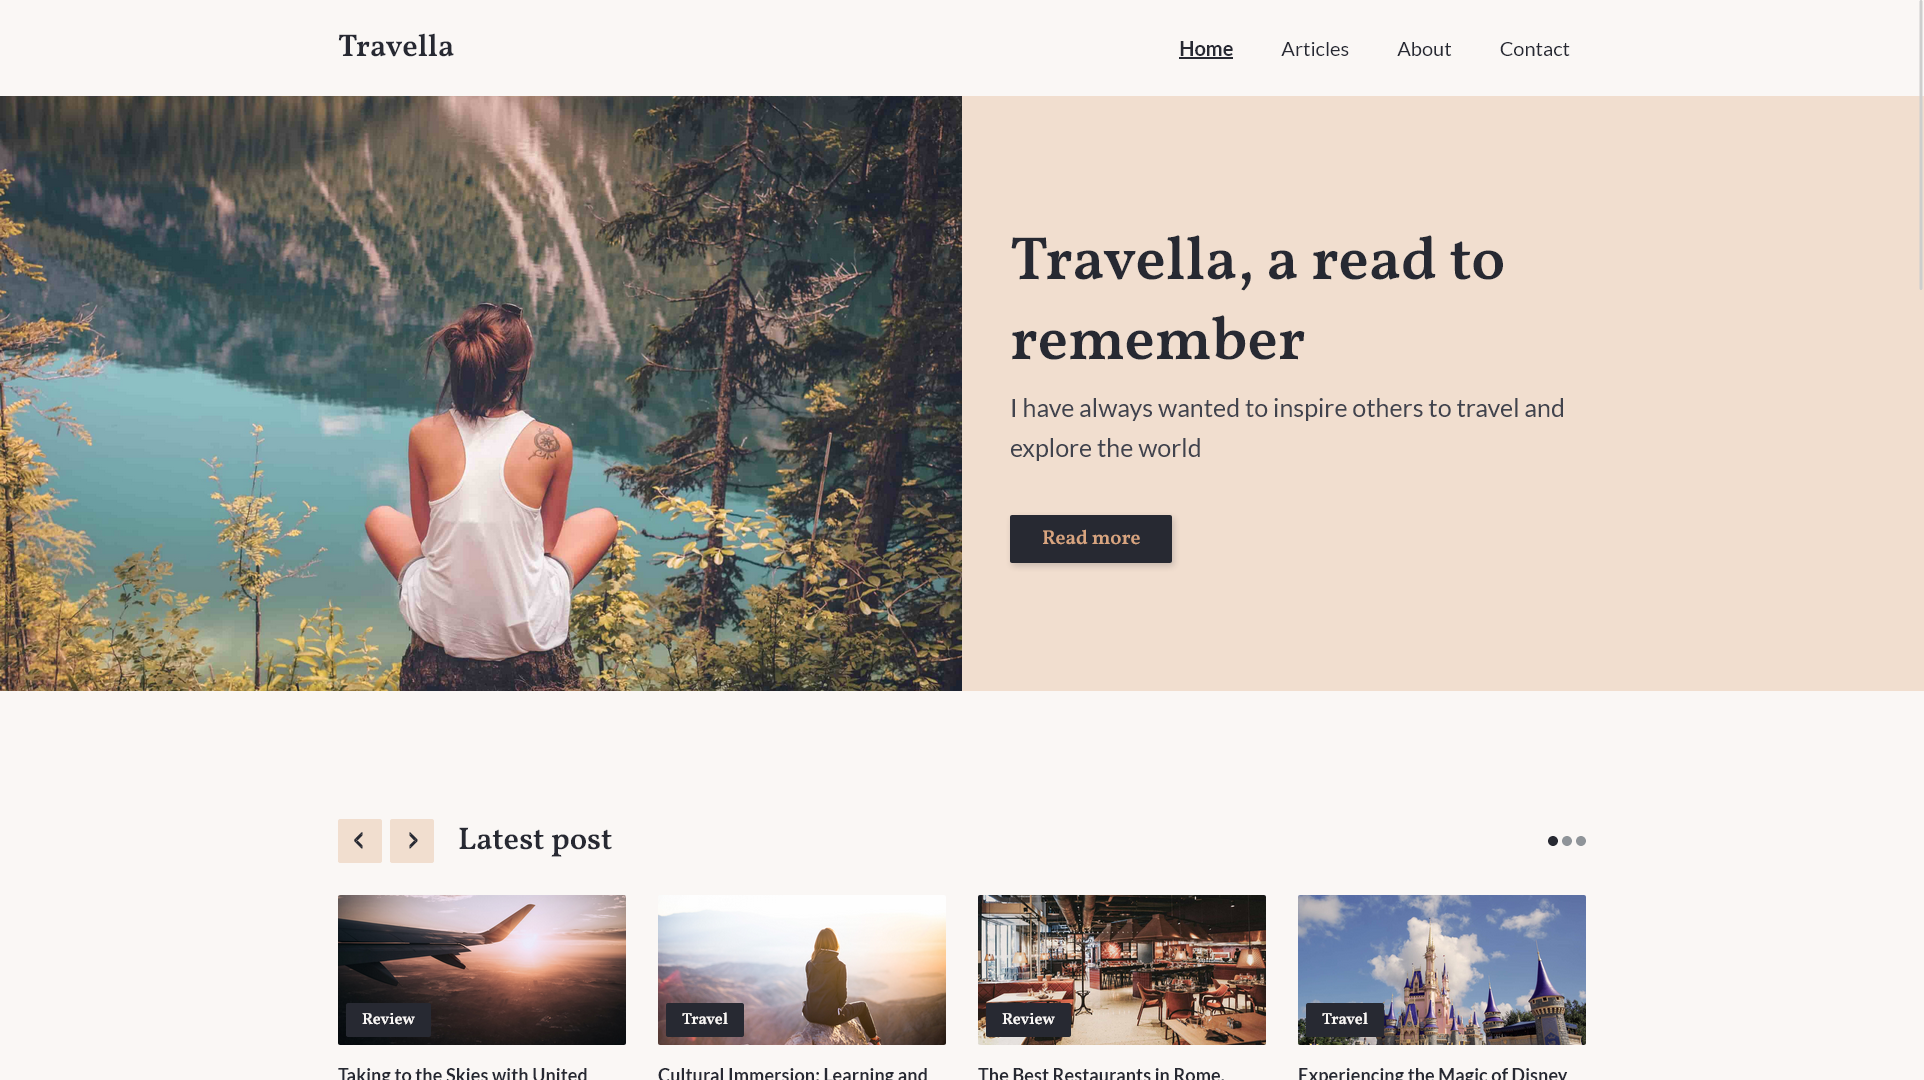 Travella
Home
Articles
About
Contact
Travella, a read to
remember
I have always wanted to inspire others to travel and
explore the world
Read more
Latest post
Review
Travel
Review
Travel
Taking to the Skies with United
Cultural Immersion: Learning and
The Best Restaurants in Rome,
Experiencing the Magic of Disney